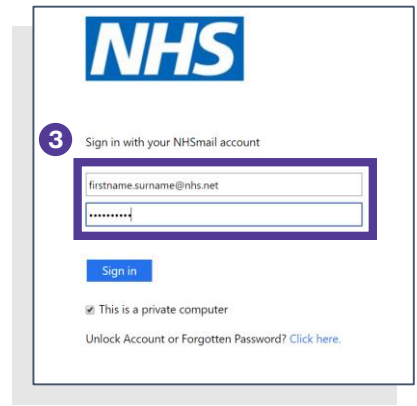 NHS
3 Sign in with your NHSmail account
firstname.surname@nhs.net
••••••••••
Sign in
This is a private computer
Unlock Account or Forgotten Password? Click here.